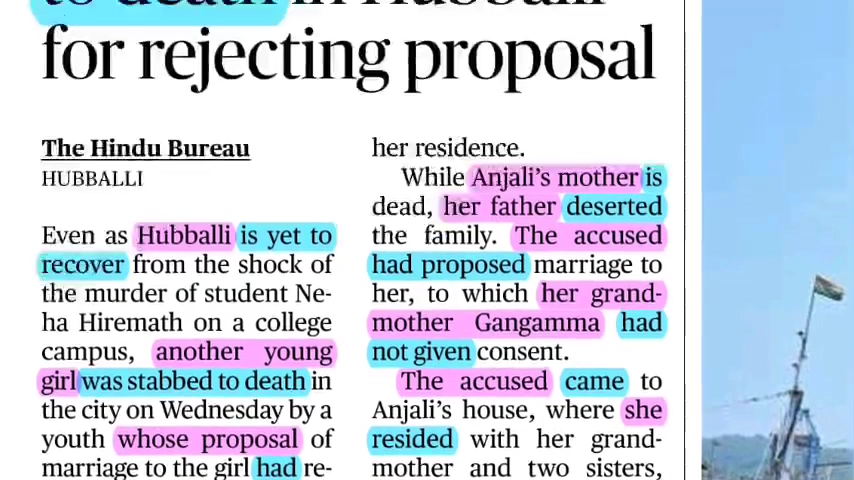 to death in Hubballi
for rejecting proposal
The Hindu Bureau
HUBBALLI
Even as Hubballi is yet to
recover from the shock of
the murder of student Ne-
ha Hiremath on a college
campus, another young
girl was stabbed to death in
the city on Wednesday by a
youth whose proposal of
marriage to the girl had re-
her residence.
While Anjali’s mother is
dead, her father deserted
the family. The accused
had proposed marriage to
her, to which her grand-
mother Gangamma had
not given consent.
The accused came to
Anjali’s house, where she
resided with her grand-
mother and two sisters,